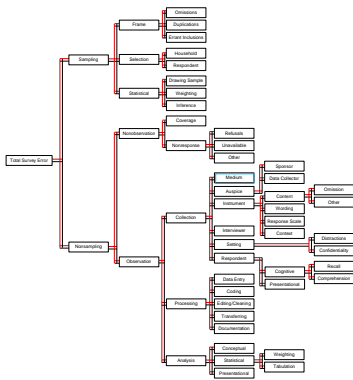 Omissions
Frame
Duplications
Errant Inclusions
Household
Sampling
Selection
Respondent
Drawing Sample
Statistical
Weighting
Inference
Coverage
Nonobservation
Refusals
Nonresponse
Unavailable
Other
Total Survey Error
Sponsor
Medium
Data Collector
Auspice
Content
Omission
Instrument
Other
Wording
Collection
Response Scale
Interviewer
Context
Distractions
Nonsampling
Setting
Confidentiality
Observation
Respondent
Recall
Cognitive
Comprehension
Data Entry
Presentational
Coding
Processing
Editing/Cleaning
Transferring
Documentation
Conceptual
Weighting
Analysis
Statistical
Tabulation
Presentational